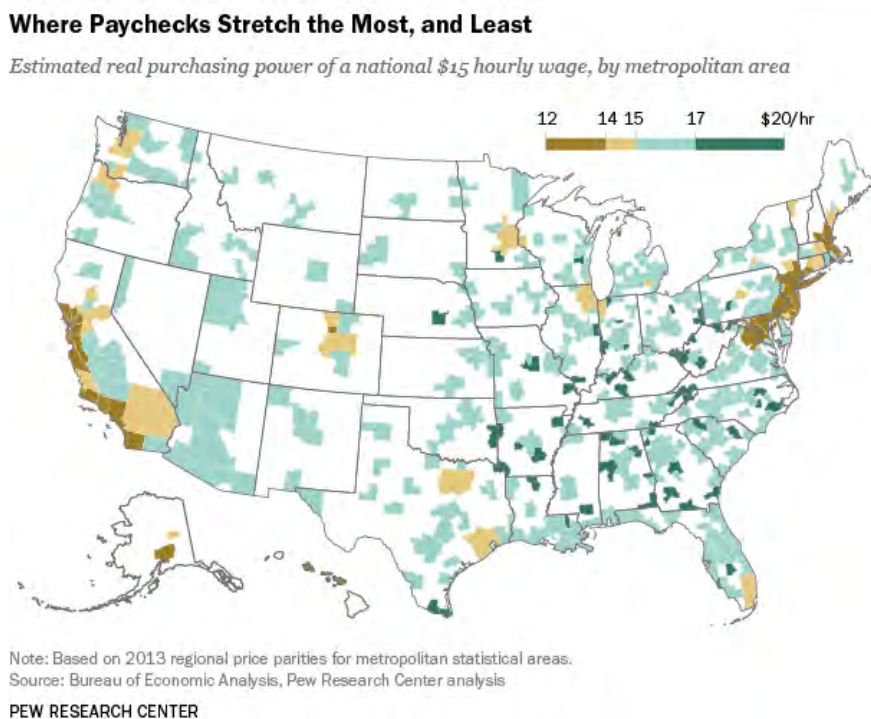 Where Paychecks Stretch the Most, and Least
Estimated real purchasing power of a national $15 hourly wage, by metropolitan area
12 14 15 17 $20/hr
Note: Based on 2013 regional price parities for metropolitan statistical areas.
Source: Bureau of Economic Analysis, Pew Research Center analysis
PEW RESEARCH CENTER